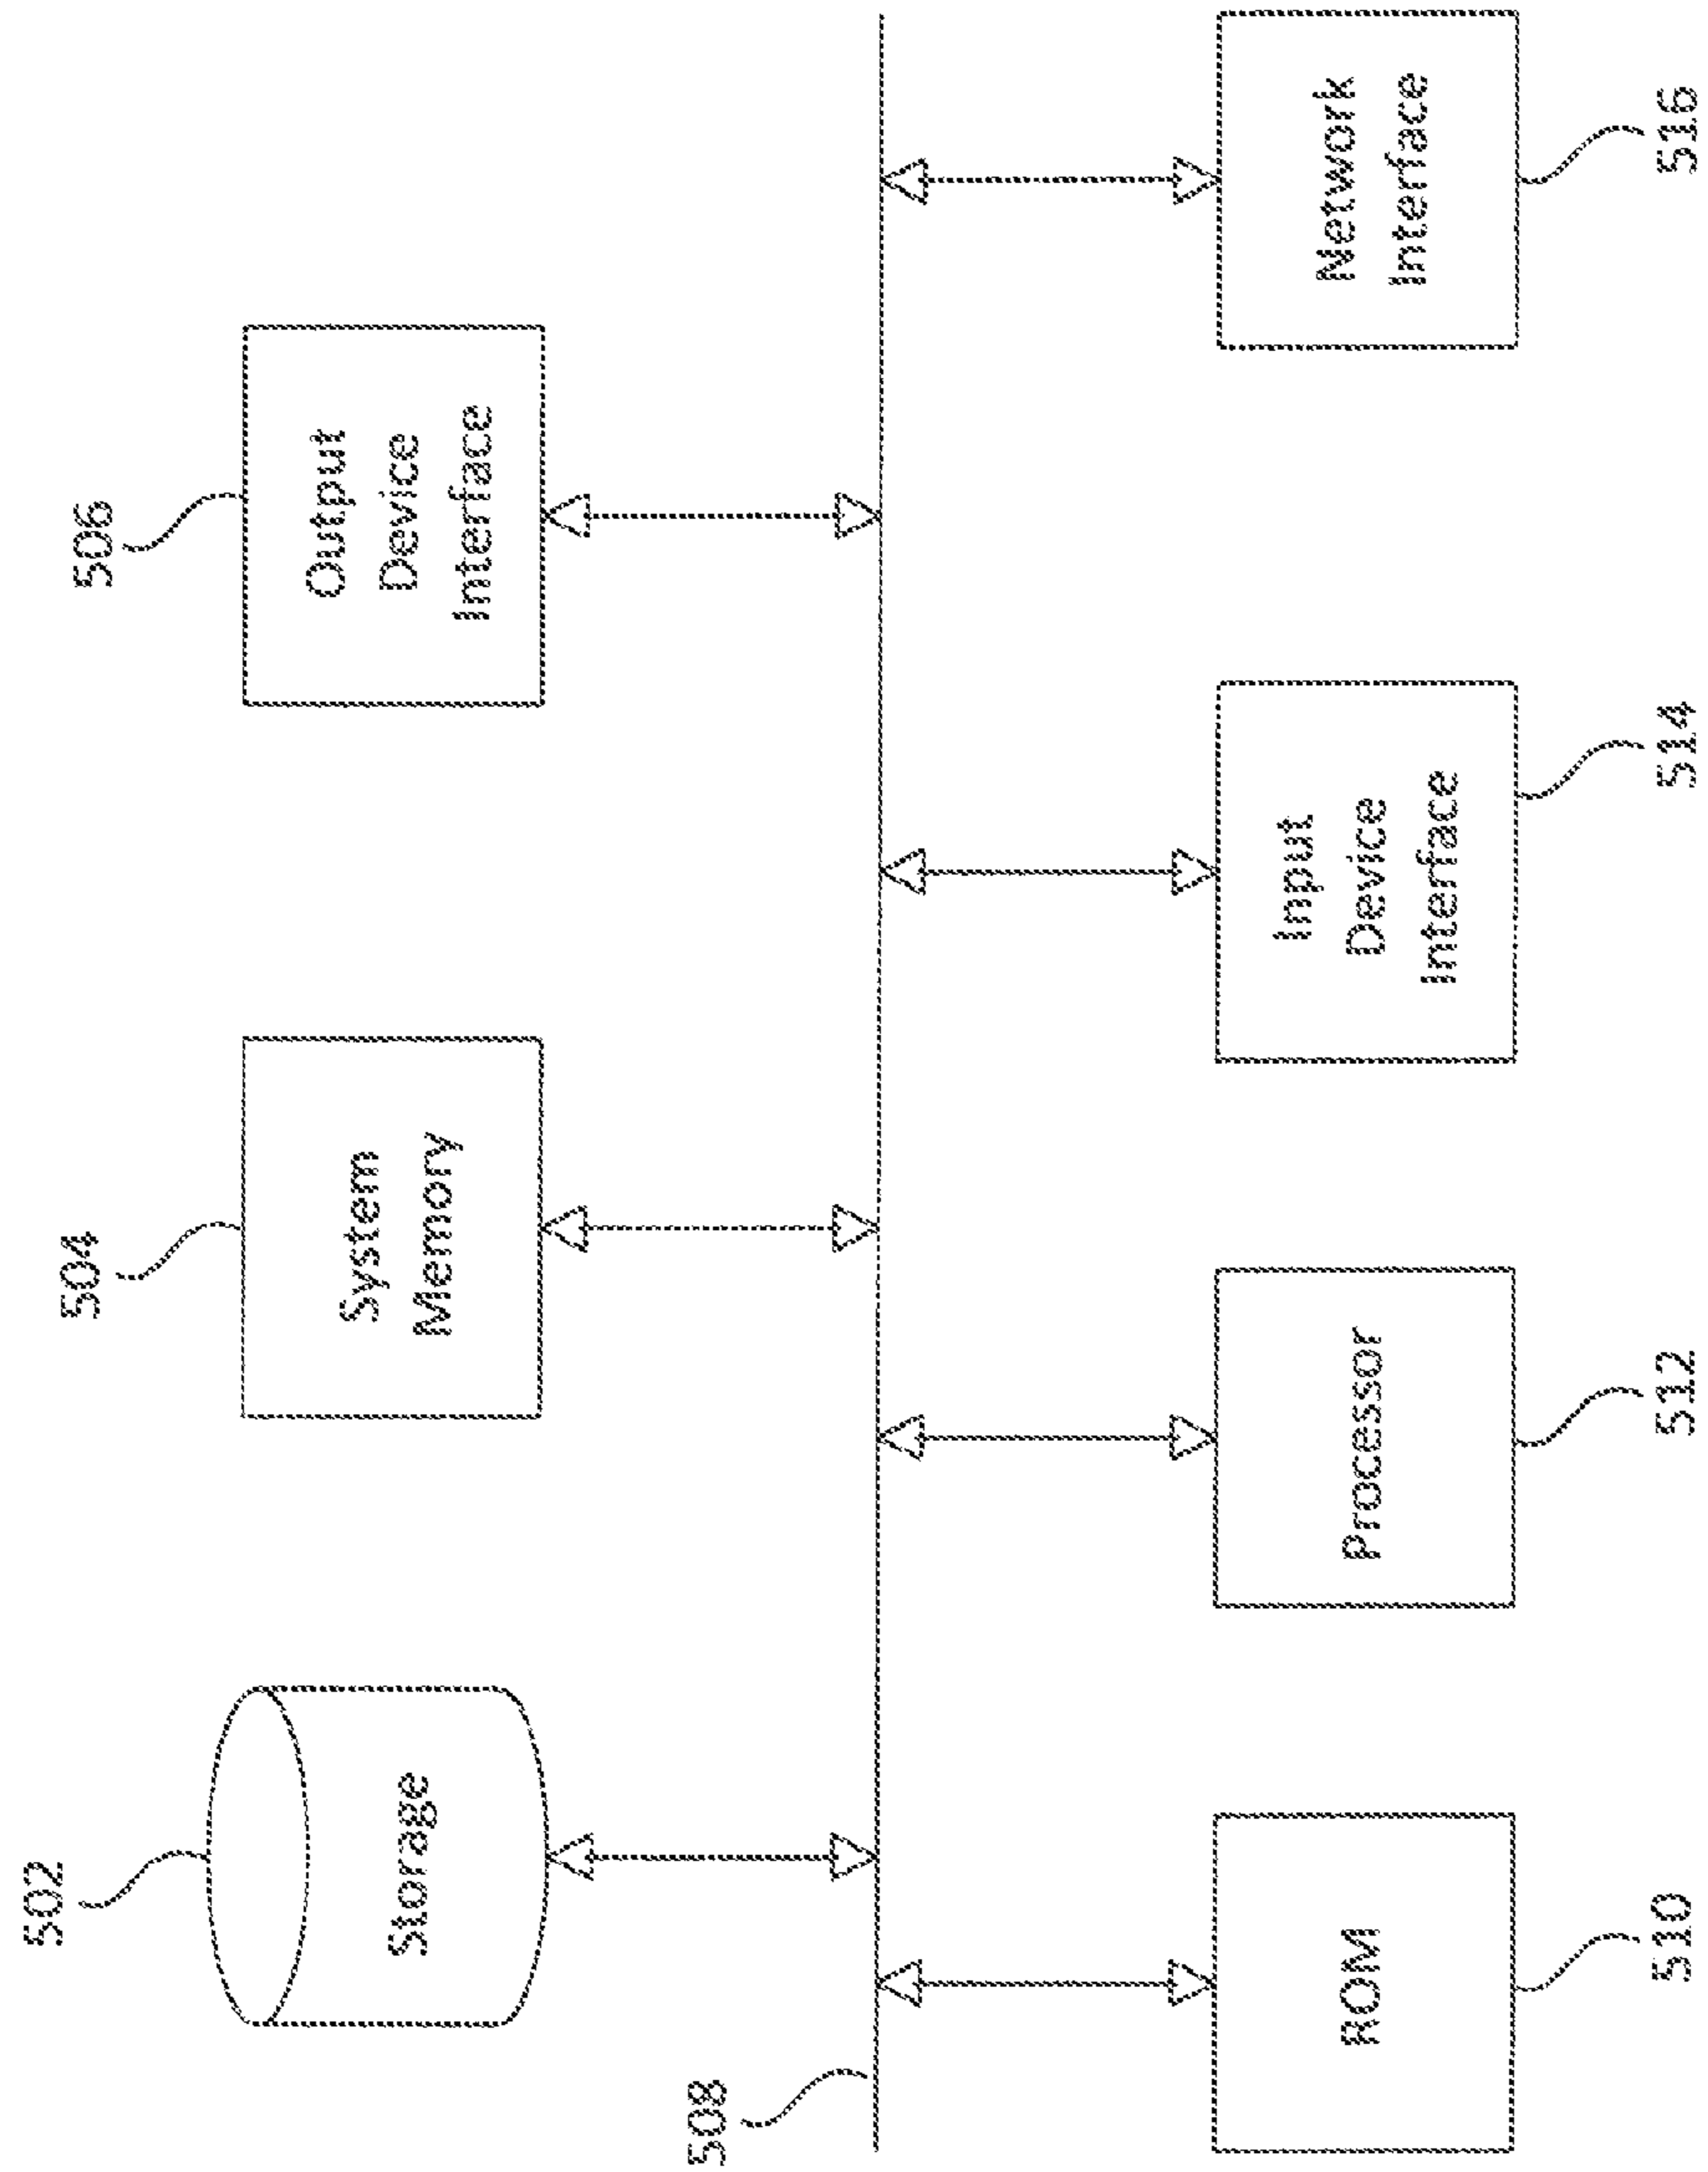 502
504
506
Storage
System
Memory
Output
Device
Interface
508
ROM
Processor
Input
Device
Interface
Network
Interface
510
512
514
516